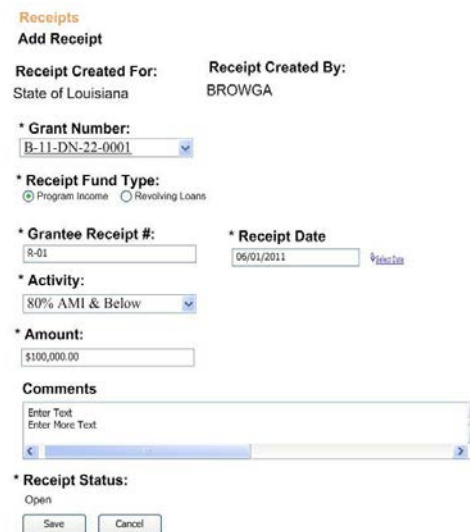 Receipts
Add Receipt
Receipt Created For: Receipt Created By:
State of Louisiana BROWGA
* Grant Number:
B-11-DN-22-0001
* Receipt Fund Type:
Program Income Revolving Loans
* Grantee Receipt #: * Receipt Date
R-01 06/01/2011 Select Date
* Activity:
80% AMI & Below
* Amount:
$100,000.00
Comments
Enter Text
Enter More Text
* Receipt Status:
Open
Save Cancel